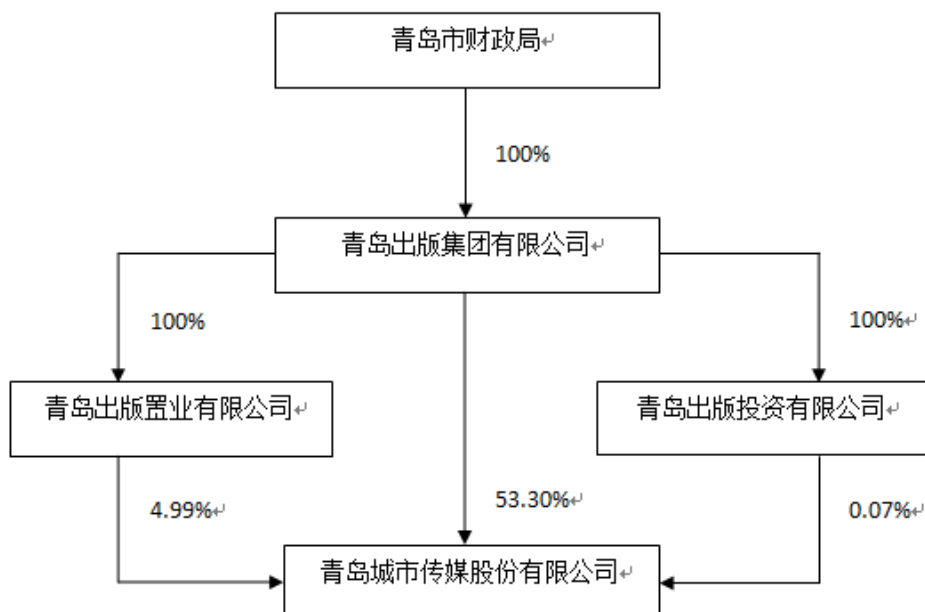 青岛市财政局↵
100%
青岛出版集团有限公司↵
100%
100%↵
青岛出版置业有限公司↵
青岛出版投资有限公司↵
4.99%↵
53.30%↵
0.07%↵
青岛城市传媒股份有限公司↵